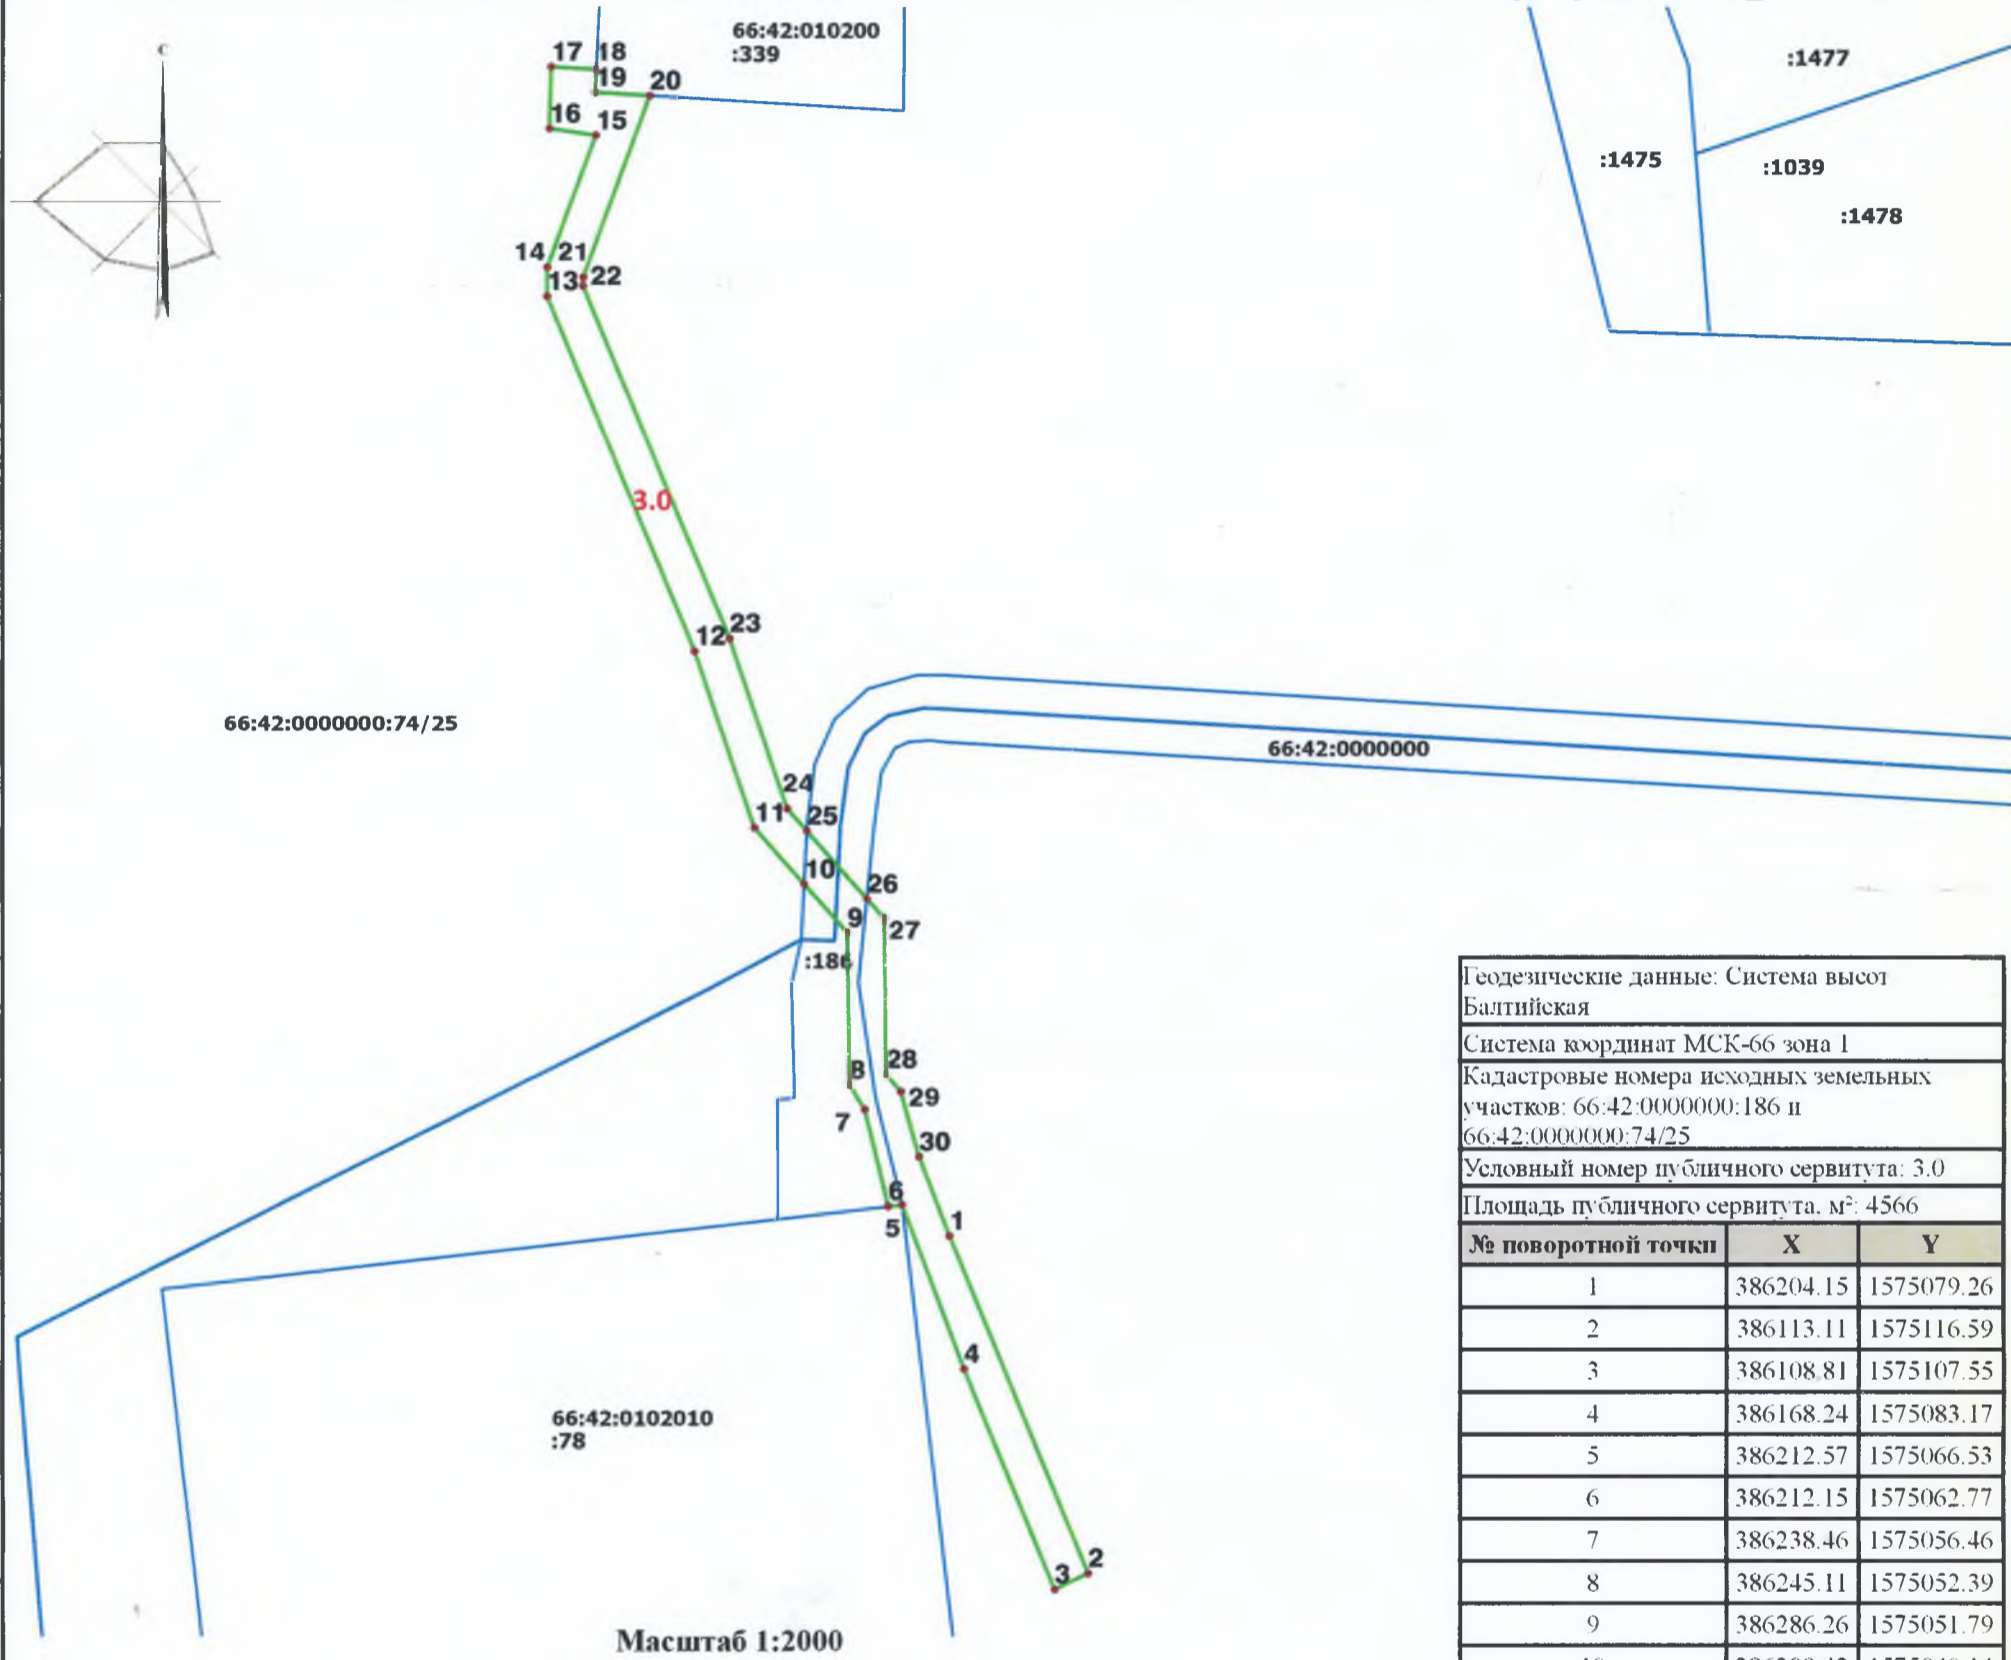 с
66:42:010200
:339
17
18
19
20
16
15
14
21
13
22
:1477
:1475
:1039
:1478
3.0
12
23
66:42:0000000:74/25
66:42:0000000
24
11
25
10
26
9
27
:186
28
8
29
7
30
6
5
1
4
66:42:0102010
:78
3
2
Масштаб 1:2000
Геодезические данные: Система высот
Балтийская
Система координат МСК-66 зона 1
Кадастровые номера исходных земельных
участков: 66:42:0000000:186 и
66:42:0000000:74/25
Условный номер публичного сервитута: 3.0
Площадь публичного сервитута, м²: 4566
№ поворотной точки X Y
1 386204.15 1575079.26
2 386113.11 1575116.59
3 386108.81 1575107.55
4 386168.24 1575083.17
5 386212.57 1575066.53
6 386212.15 1575062.77
7 386238.46 1575056.46
8 386245.11 1575052.39
9 386286.26 1575051.79